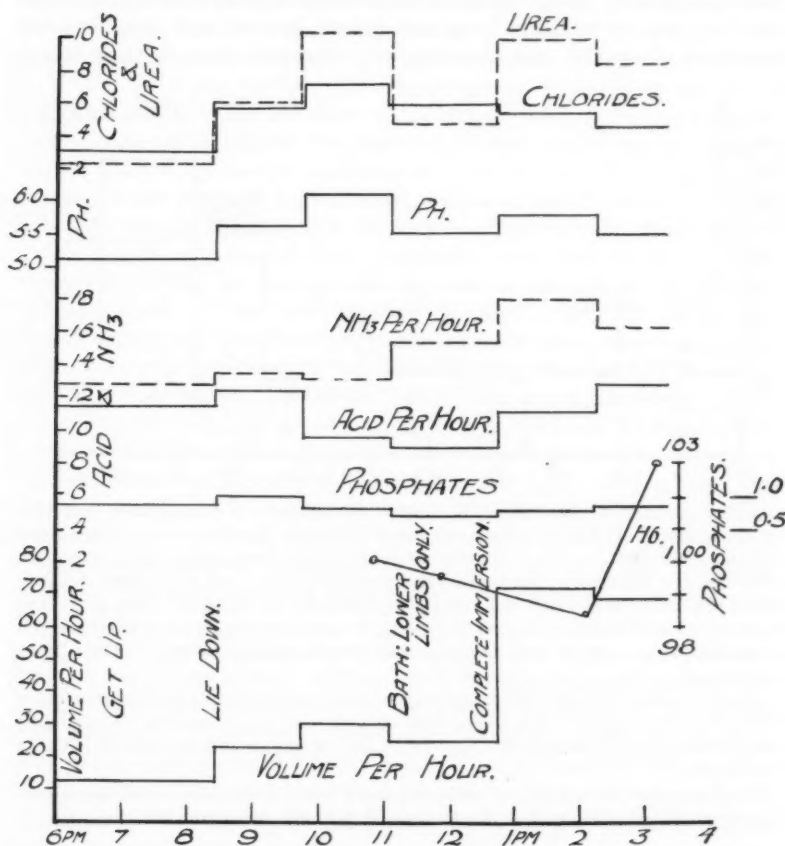 UREA.
10
8
6
4
2
CHLORIDES
&
UREA.
CHLORIDES.
6.0
5.5
5.0
PH.
PH.
18
16
14
12
10
8
6
4
2
ACID & NH3
NH3 PER HOUR.
ACID PER HOUR.
PHOSPHATES
103
1.00
98
H6.
PHOSPHATES.
1.0
0.5
80
70
60
50
40
30
20
10
VOLUME PER HOUR.
GET UP.
LIE DOWN.
BATH: LOWER
LIMBS ONLY.
COMPLETE IMMERSION.
VOLUME PER HOUR.
6PM 7 8 9 10 11 12 1PM 2 3 4